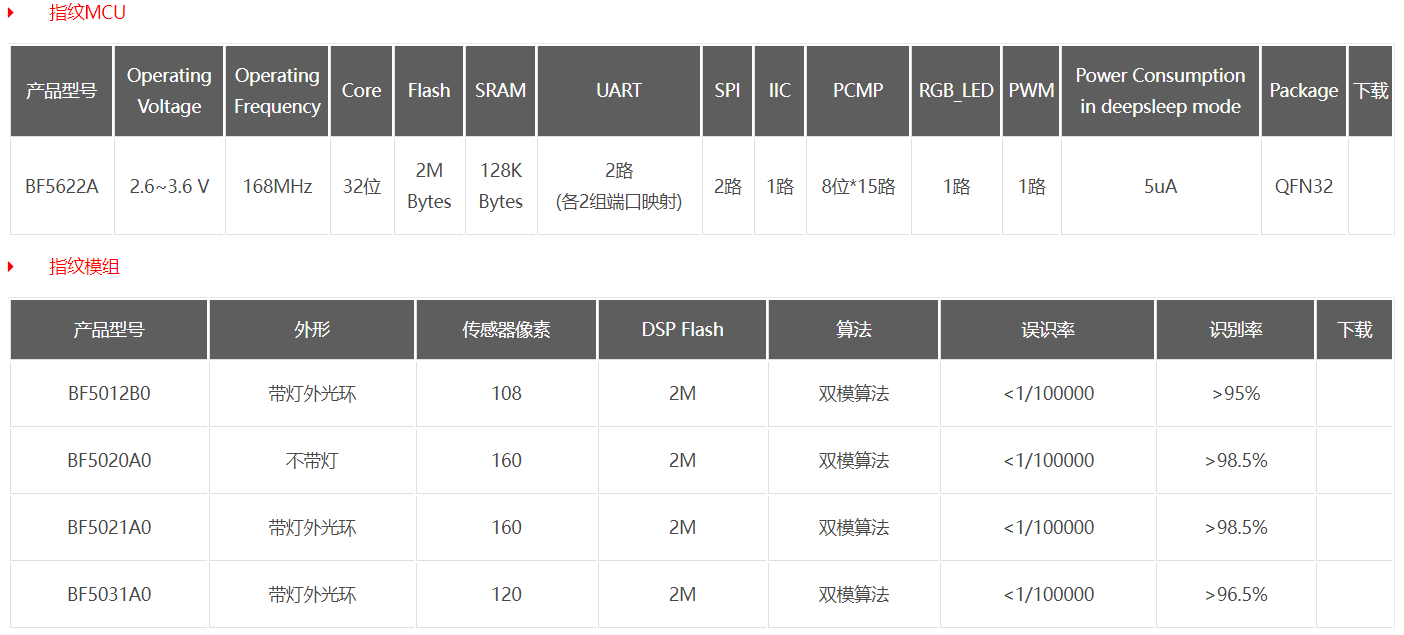 指纹MCU
产品型号 Operating Voltage Operating Frequency Core Flash SRAM UART SPI IIC PCMP RGB_LED PWM Power Consumption in deepsleep mode Package 下载
BF5622A 2.6~3.6 V 168MHz 32位 2M Bytes 128K Bytes 2路 (各2组端口映射) 2路 1路 8位*15路 1路 1路 5uA QFN32
指纹模组
产品型号 外形 传感器像素 DSP Flash 算法 误识率 识别率 下载
BF5012B0 带灯外光环 108 2M 双模算法 <1/100000 >95%
BF5020A0 不带灯 160 2M 双模算法 <1/100000 >98.5%
BF5021A0 带灯外光环 160 2M 双模算法 <1/100000 >98.5%
BF5031A0 带灯外光环 120 2M 双模算法 <1/100000 >96.5%